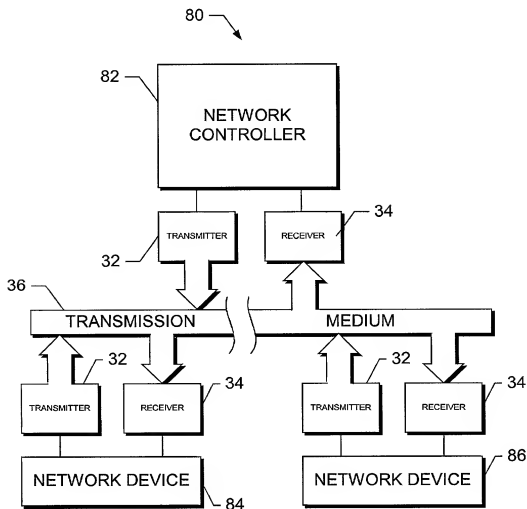 80
82
NETWORK
CONTROLLER
34
TRANSMITTER
RECEIVER
32
36
TRANSMISSION MEDIUM
32
34
32
34
TRANSMITTER
RECEIVER
TRANSMITTER
RECEIVER
NETWORK DEVICE
84
NETWORK DEVICE
86